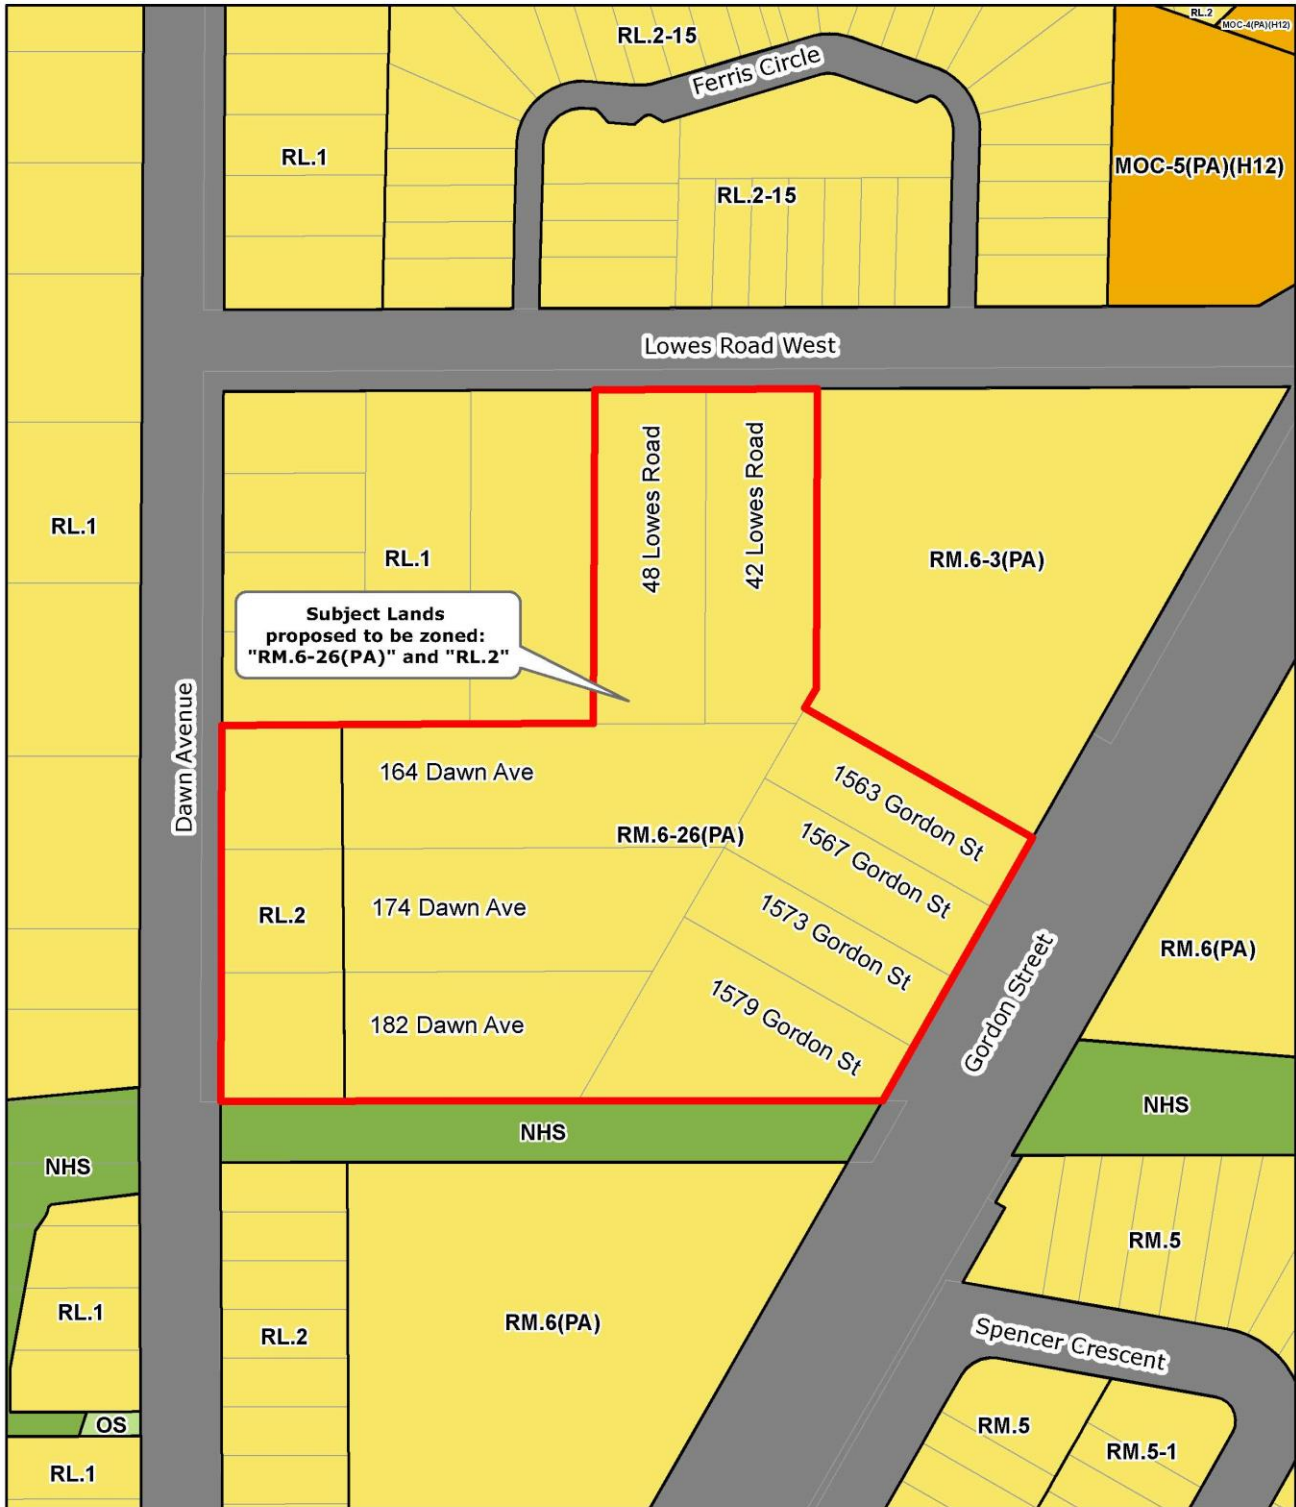 RL.2
MOC-4(PA)(H12)
RL.2-15
Ferris Circle
RL.1
MOC-5(PA)(H12)
RL.2-15
Lowes Road West
48 Lowes Road
42 Lowes Road
RL.1
RL.1
RM.6-3(PA)
Subject Lands
proposed to be zoned:
"RM.6-26(PA)" and "RL.2"
Dawn Avenue
164 Dawn Ave
1563 Gordon St
RM.6-26(PA)
1567 Gordon St
RL.2
174 Dawn Ave
1573 Gordon St
RM.6(PA)
1579 Gordon St
Gordon Street
182 Dawn Ave
NHS
NHS
NHS
RM.5
RL.1
RL.2
RM.6(PA)
Spencer Crescent
OS
RM.5
RM.5-1
RL.1